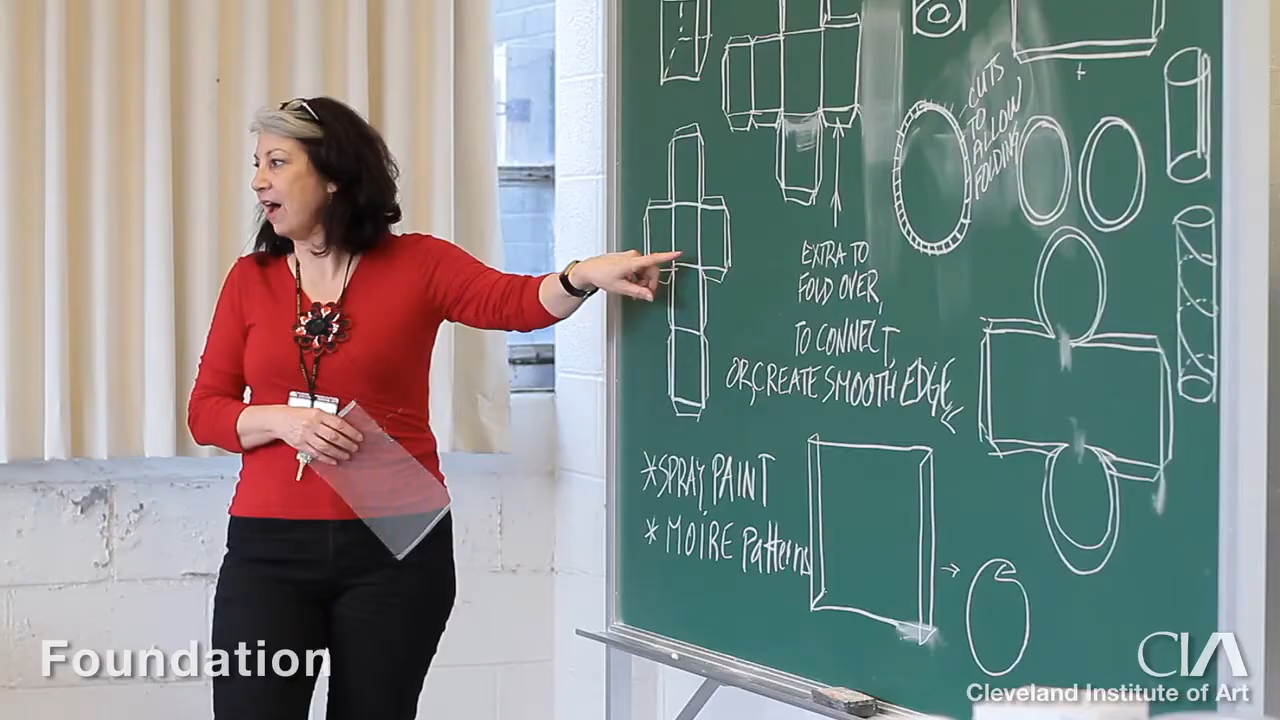 CUTS
TO
ALLOW
FOLDING
EXTRA TO
FOLD OVER,
TO CONNECT,
OR, CREATE SMOOTH EDGE
*SPRAY PAINT
* MOIRE Patterns
Foundation
CIA
Cleveland Institute of Art